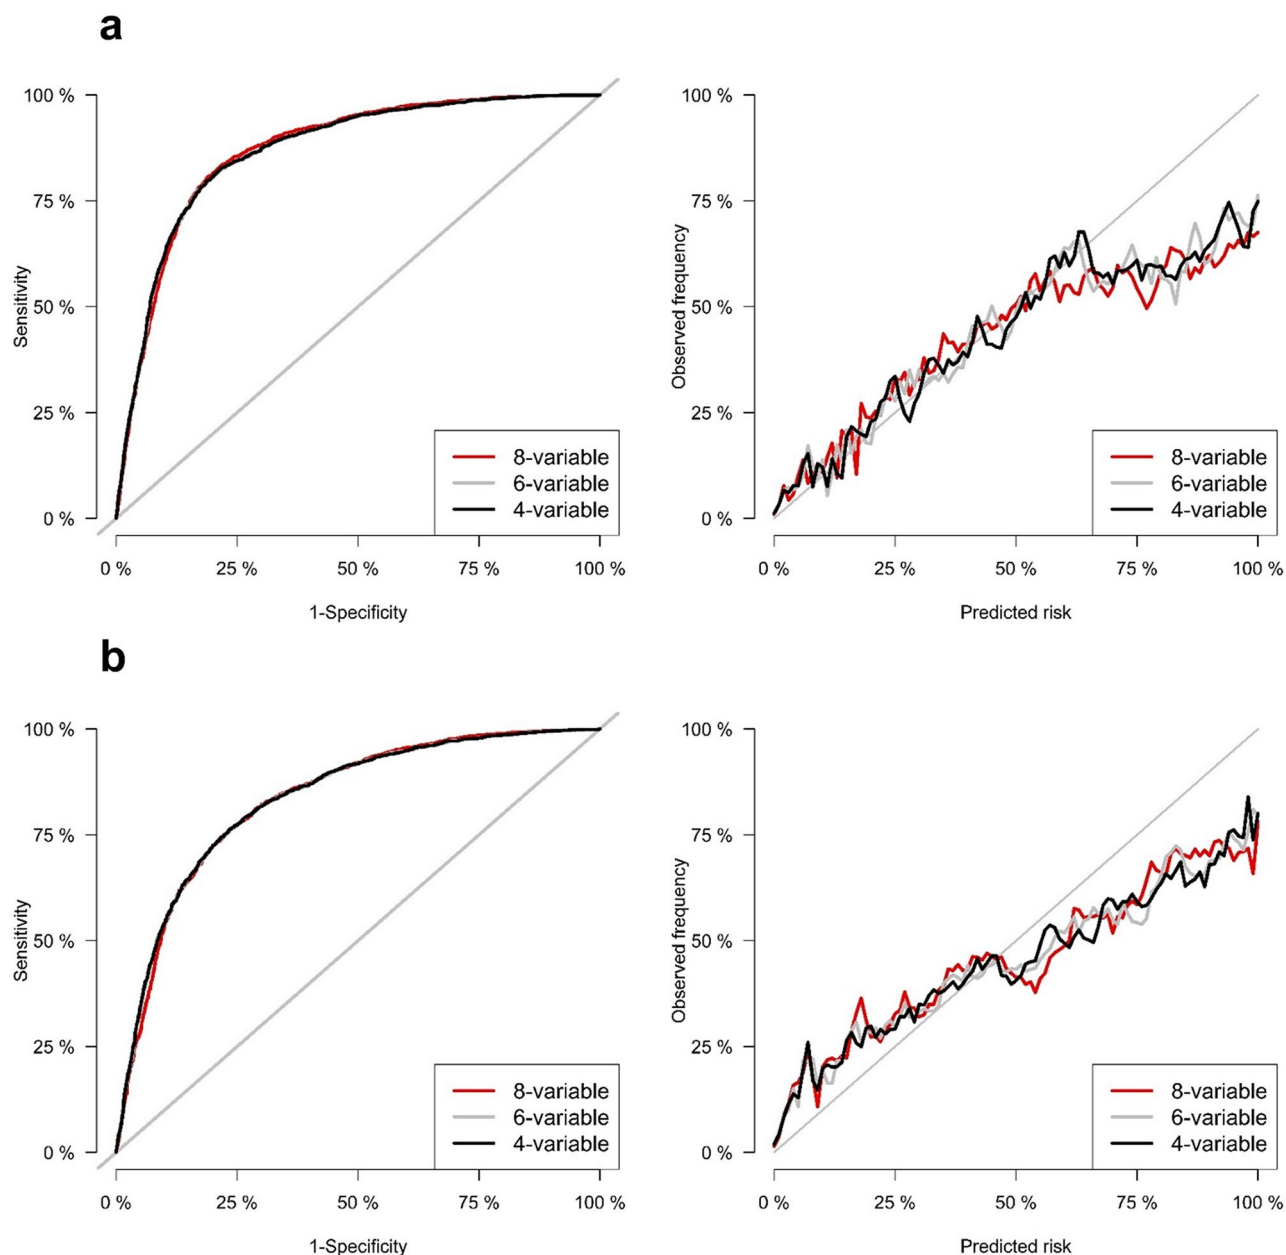 a
100 %
75 %
50 %
25 %
0 %
Sensitivity
8-variable
6-variable
4-variable
0 %
25 %
50 %
75 %
100 %
1-Specificity
100 %
75 %
50 %
25 %
0 %
Observed frequency
8-variable
6-variable
4-variable
0 %
25 %
50 %
75 %
100 %
Predicted risk
b
100 %
75 %
50 %
25 %
0 %
Sensitivity
8-variable
6-variable
4-variable
0 %
25 %
50 %
75 %
100 %
1-Specificity
100 %
75 %
50 %
25 %
0 %
Observed frequency
8-variable
6-variable
4-variable
0 %
25 %
50 %
75 %
100 %
Predicted risk